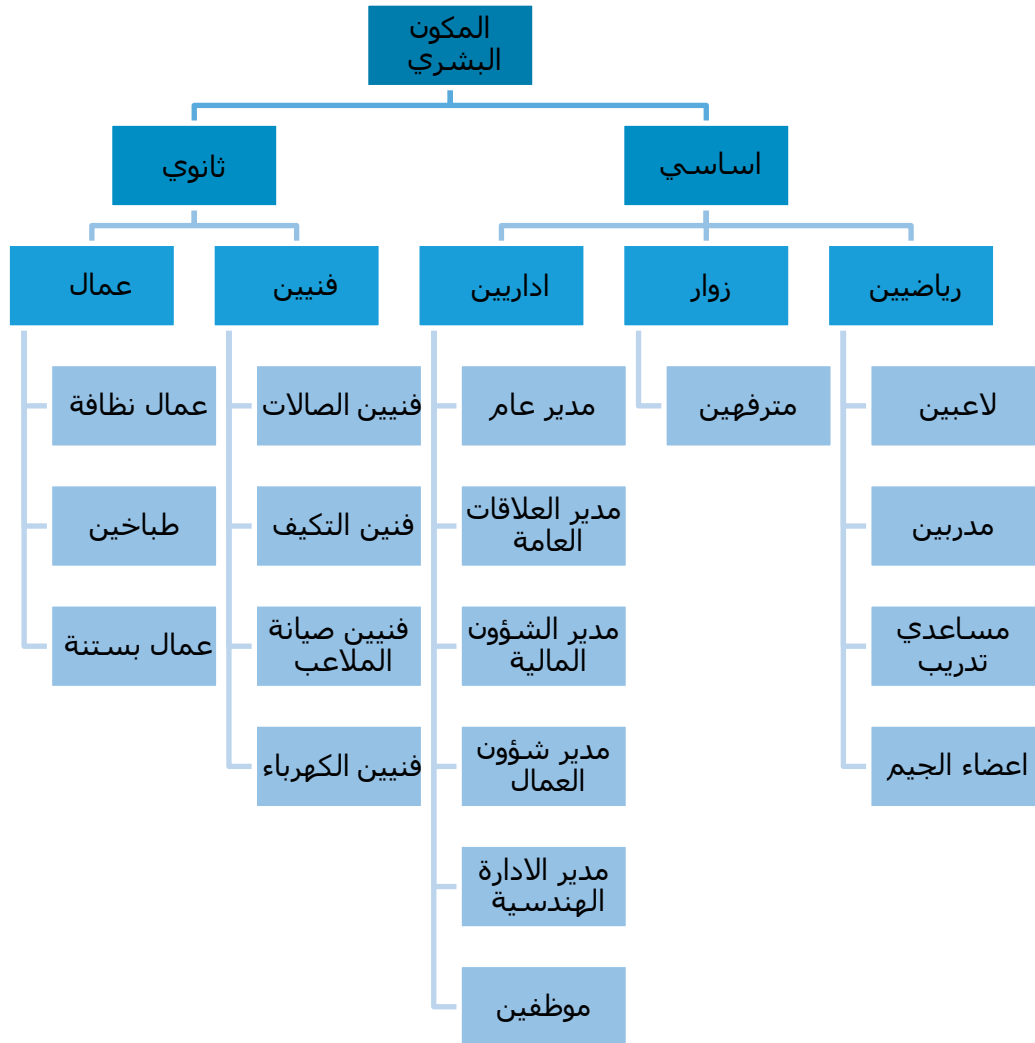 المكون
البشري
اساسي
ثانوي
رياضيين
زوار
اداريين
فنيين
عمال
لاعبين
مدربين
مساعدي
تدريب
اعضاء الجيم
مترفهين
مدير عام
مدير العلاقات
العامة
مدير الشؤون
المالية
مدير شؤون
العمال
مدير الادارة
الهندسية
موظفين
فنيين الصالات
فنين التكيف
فنيين صيانة
الملاعب
فنيين الكهرباء
عمال نظافة
طباخين
عمال بستنة